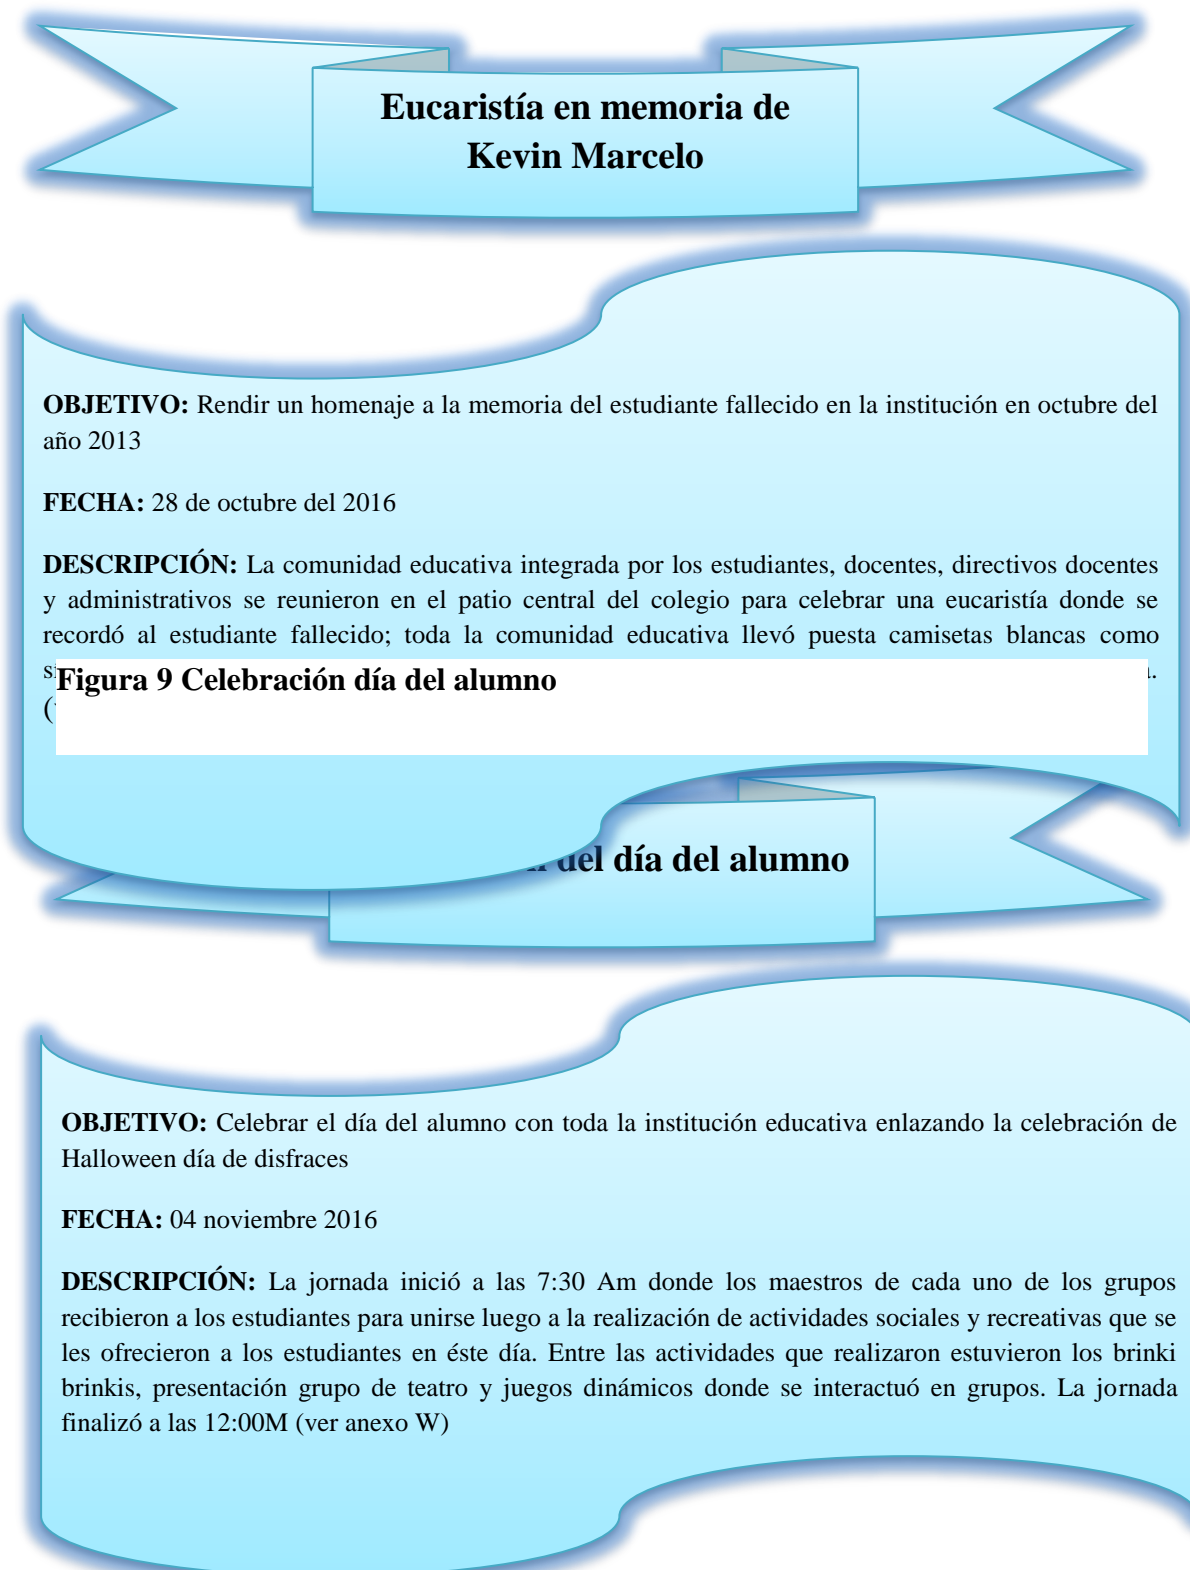 Eucaristía en memoria de
Kevin Marcelo
OBJETIVO: Rendir un homenaje a la memoria del estudiante fallecido en la institución en octubre del
año 2013
FECHA: 28 de octubre del 2016
DESCRIPCIÓN: La comunidad educativa integrada por los estudiantes, docentes, directivos docentes
y administrativos se reunieron en el patio central del colegio para celebrar una eucaristía donde se
recordó al estudiante fallecido; toda la comunidad educativa llevó puesta camisetas blancas como
Figura 9 Celebración día del alumno
del día del alumno
OBJETIVO: Celebrar el día del alumno con toda la institución educativa enlazando la celebración de
Halloween día de disfraces
FECHA: 04 noviembre 2016
DESCRIPCIÓN: La jornada inició a las 7:30 Am donde los maestros de cada uno de los grupos
recibieron a los estudiantes para unirse luego a la realización de actividades sociales y recreativas que se
les ofrecieron a los estudiantes en éste día. Entre las actividades que realizaron estuvieron los brinki
brinkis, presentación grupo de teatro y juegos dinámicos donde se interactuó en grupos. La jornada
finalizó a las 12:00M (ver anexo W)